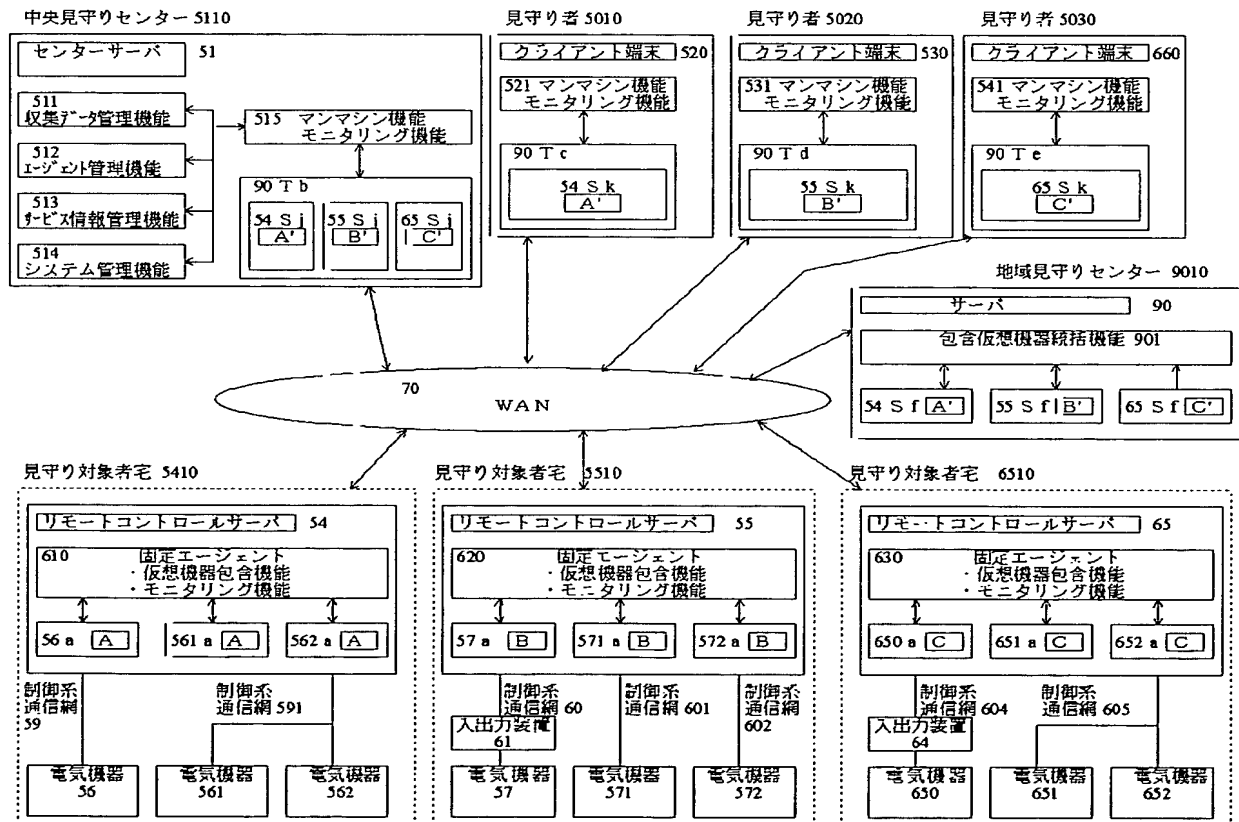 中央見守りセンター 5110
センターサーバ 51
511
収集データ管理機能
512
エージェント管理機能
513
サービス情報管理機能
514
システム管理機能
515 マンマシン機能
モニタリング機能
90 T b
54 S j
A'
55 S j
B'
65 S j
C'
見守り者 5010
クライアント端末 520
521 マンマシン機能
モニタリング機能
90 T c
54 S k
A'
見守り者 5020
クライアント端末 530
531 マンマシン機能
モニタリング機能
90 T d
55 S k
B'
見守り者 5030
クライアント端末 660
541 マンマシン機能
モニタリング機能
90 T e
65 S k
C'
地域見守りセンター 9010
サーバ 90
包含仮想機器統括機能 901
54 S f A'
55 S f B'
65 S f C'
70
WAN
見守り対象者宅 5410
リモートコントロールサーバ 54
610 固定エージェント
・仮想機器包含機能
・モニタリング機能
56 a A
561 a A
562 a A
制御系
通信網
59
制御系
通信網 591
電気機器
56
電気機器
561
電気機器
562
見守り対象者宅 5510
リモートコントロールサーバ 55
620 固定エージェント
・仮想機器包含機能
・モニタリング機能
57 a B
571 a B
572 a B
制御系
通信網 60
制御系
通信網 601
制御系
通信網
602
入出力装置
61
電気機器
57
電気機器
571
電気機器
572
見守り対象者宅 6510
リモートコントロールサーバ 65
630 固定エージェント
・仮想機器包含機能
・モニタリング機能
650 a C
651 a C
652 a C
制御系
通信網 604
制御系
通信網 605
入出力装置
64
電気機器
650
電気機器
651
電気機器
652